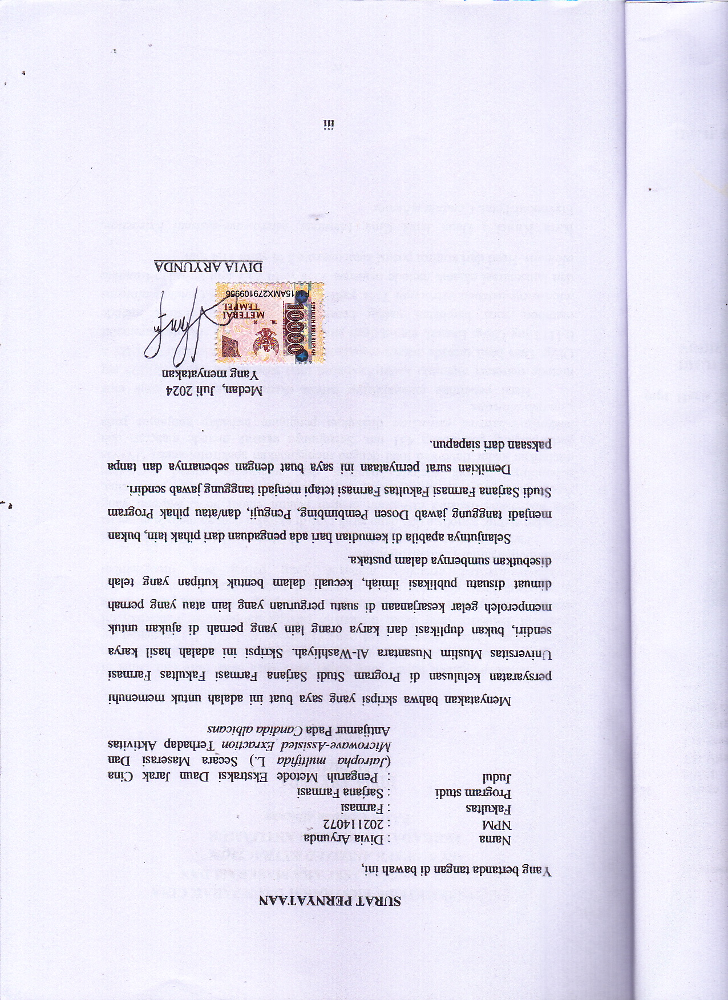 SURAT PERNYATAAN
Yang bertanda tangan di bawah ini,
Nama : Divia Aryunda
NPM : 202114072
Fakultas : Farmasi
Program studi : Sarjana Farmasi
Judul : Pengaruh Metode Ekstraksi Daun Jarak Cina
(Jatropha multifida L.) Secara Maserasi Dan
Microwave-Assisted Exraction Terhadap Aktivitas
Antijamur Pada Candida albicans
Menyatakan bahwa skripsi yang saya buat ini adalah untuk memenuhi
persyaratan kelulusan di Program Studi Sarjana Farmasi Fakultas Farmasi
Universitas Muslim Nusantara Al-Washliyah. Skripsi ini adalah hasil karya
sendiri, bukan duplikasi dari karya orang lain yang pernah di ajukan untuk
memperoleh gelar kesarjanaan di suatu perguruan yang lain atau yang pernah
dimuat disuatu publikasi ilmiah, kecuali dalam bentuk kutipan yang telah
disebutkan sumbernya dalam pustaka.
Selanjutnya apabila di kemudian hari ada pengaduan dari pihak lain, bukan
menjadi tanggung jawab Dosen Pembimbing, Penguji, dan/atau pihak Program
Studi Sarjana Farmasi Fakultas Farmasi tetapi menjadi tanggung jawab sendiri.
Demikian surat pernyataan ini saya buat dengan sebenarnya dan tanpa
paksaan dari siapapun.
Medan, Juli 2024
Yang menyatakan
SEPULUH RIBU RUPIAH
10000
TGL. 20
METERAI
TEMPEL
DIVIA ARYUNDA
iii